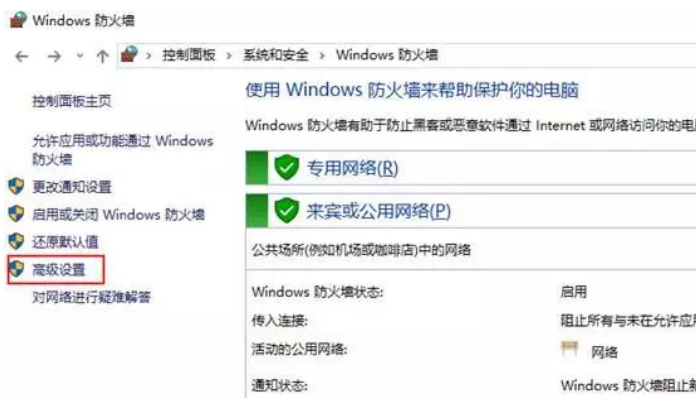 Windows 防火墙
控制面板 › 系统和安全 › Windows 防火墙
控制面板主页
允许应用或功能通过 Windows
防火墙
更改通知设置
启用或关闭 Windows 防火墙
还原默认值
高级设置
对网络进行疑难解答
使用 Windows 防火墙来帮助保护你的电脑
Windows 防火墙有助于防止黑客或恶意软件通过 Internet 或网络访问你的电
专用网络(R)
来宾或公用网络(P)
公共场所(例如机场或咖啡店)中的网络
Windows 防火墙状态: 启用
传入连接: 阻止所有与未在允许应
活动的公用网络: 网络
通知状态: Windows 防火墙阻止